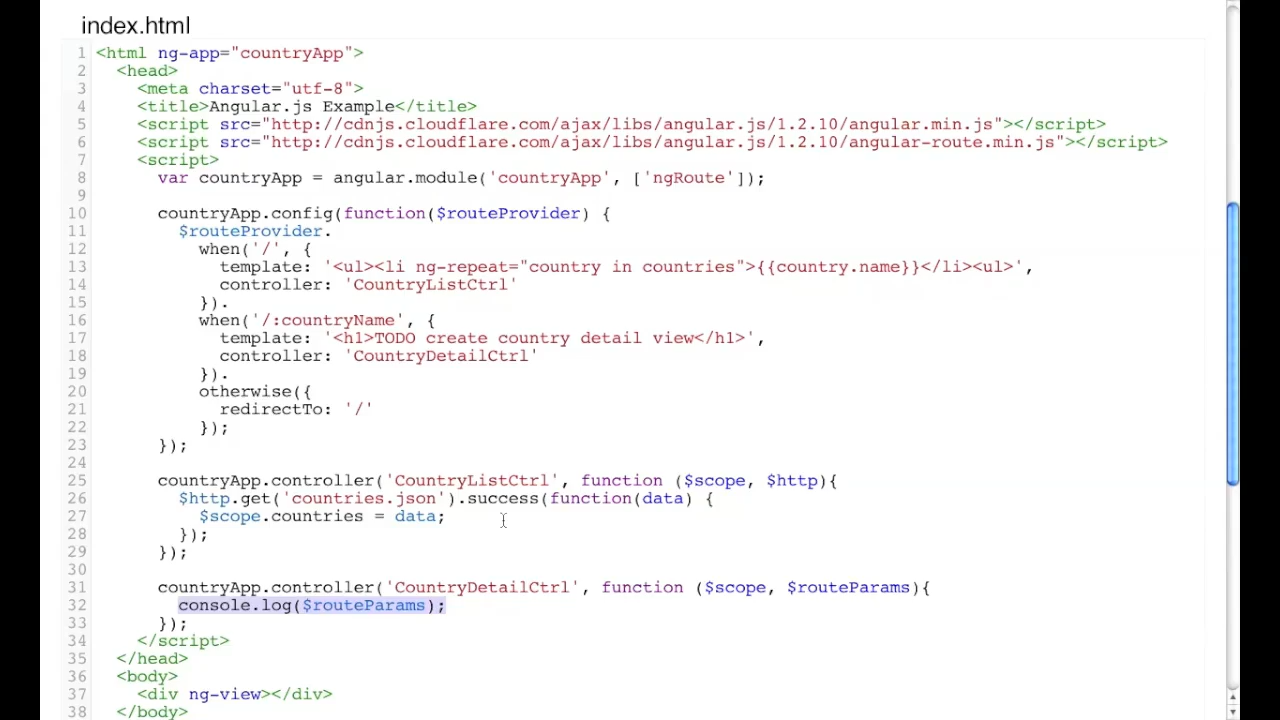 index.html
1 <html ng-app="countryApp">
2   <head>
3     <meta charset="utf-8">
4     <title>Angular.js Example</title>
5     <script src="http://cdnjs.cloudflare.com/ajax/libs/angular.js/1.2.10/angular.min.js"></script>
6     <script src="http://cdnjs.cloudflare.com/ajax/libs/angular.js/1.2.10/angular-route.min.js"></script>
7     <script>
8       var countryApp = angular.module('countryApp', ['ngRoute']);
9
10       countryApp.config(function($routeProvider) {
11         $routeProvider.
12           when('/', {
13             template: '<ul><li ng-repeat="country in countries">{{country.name}}</li><ul>',
14             controller: 'CountryListCtrl'
15           }).
16           when('/:countryName', {
17             template: '<h1>TODO create country detail view</h1>',
18             controller: 'CountryDetailCtrl'
19           }).
20           otherwise({
21             redirectTo: '/'
22           });
23       });
24
25       countryApp.controller('CountryListCtrl', function ($scope, $http){
26         $http.get('countries.json').success(function(data) {
27           $scope.countries = data;
28         });
29       });
30
31       countryApp.controller('CountryDetailCtrl', function ($scope, $routeParams){
32         console.log($routeParams);
33       });
34     </script>
35   </head>
36   <body>
37     <div ng-view></div>
38   </body>